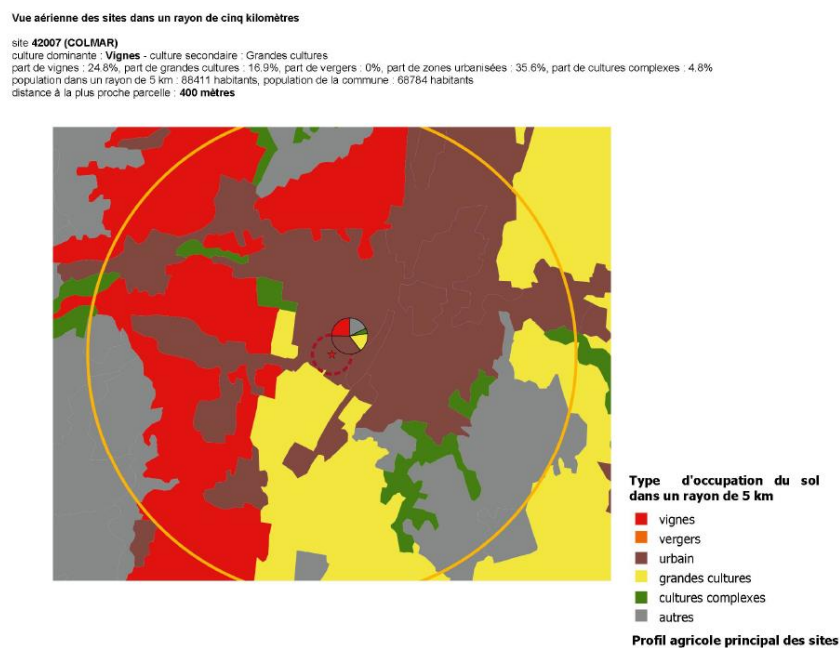 Vue aérienne des sites dans un rayon de cinq kilomètres
site 42007 (COLMAR)
culture dominante : Vignes - culture secondaire : Grandes cultures
part de vignes : 24.8%, part de grandes cultures : 16.9%, part de vergers : 0%, part de zones urbanisées : 35.6%, part de cultures complexes : 4.8%
population dans un rayon de 5 km : 88411 habitants, population de la commune : 68784 habitants
distance à la plus proche parcelle : 400 mètres
Type d'occupation du sol
dans un rayon de 5 km
vignes
vergers
urbain
grandes cultures
cultures complexes
autres
Profil agricole principal des sites